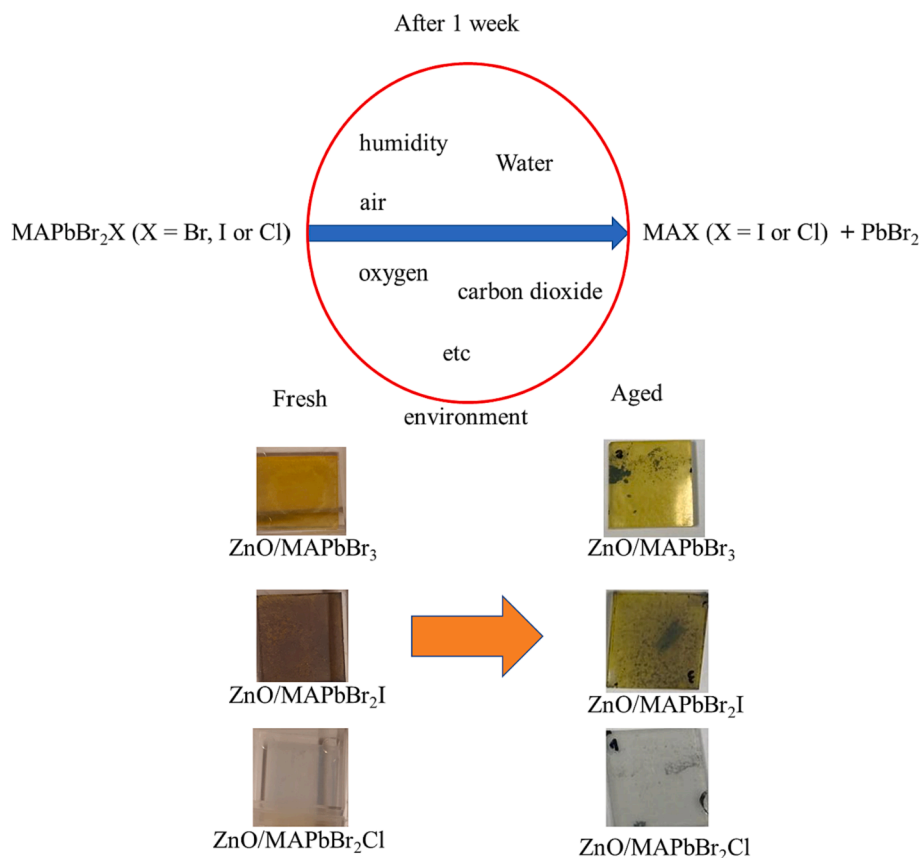 After 1 week
humidity
Water
air
MAPbBr₂X (X = Br, I or Cl)
MAX (X = I or Cl) + PbBr₂
oxygen
carbon dioxide
etc
Fresh
environment
Aged
ZnO/MAPbBr₃
ZnO/MAPbBr₃
ZnO/MAPbBr₂I
ZnO/MAPbBr₂I
ZnO/MAPbBr₂Cl
ZnO/MAPbBr₂Cl